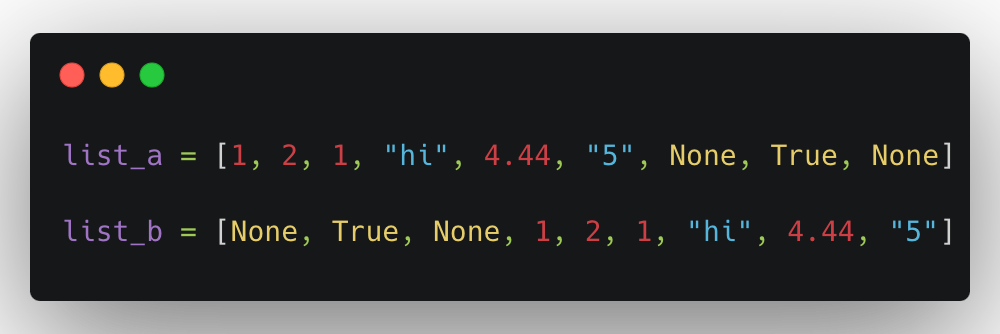 list_a = [1, 2, 1, "hi", 4.44, "5", None, True, None]
list_b = [None, True, None, 1, 2, 1, "hi", 4.44, "5"]